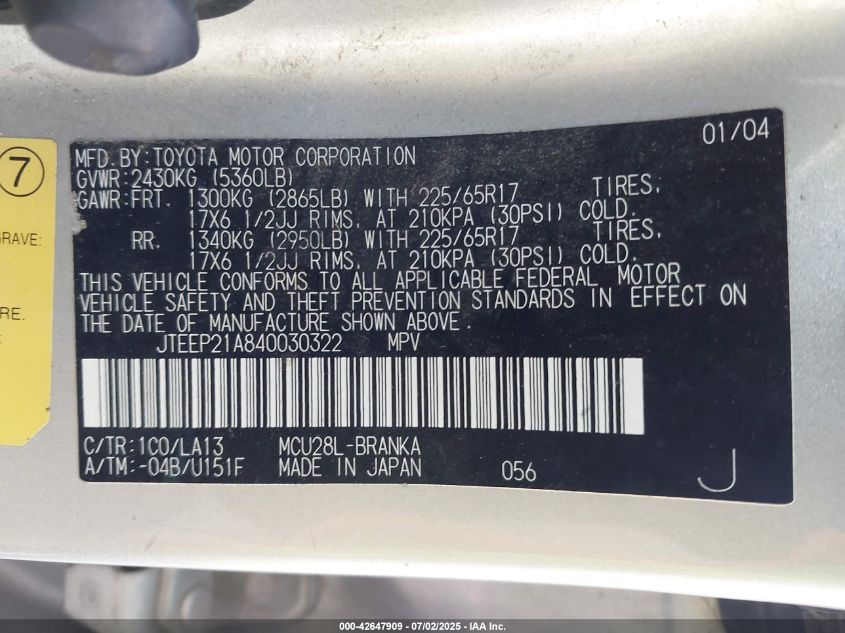 7
GRAVE:
RE.
01/04
MFD. BY: TOYOTA MOTOR CORPORATION
GVWR: 2430KG (5360LB)
GAWR: FRT. 1300KG (2865LB) WITH 225/65R17 TIRES,
17X6 1/2JJ RIMS, AT 210KPA (30PSI) COLD.
RR. 1340KG (2950LB) WITH 225/65R17 TIRES,
17X6 1/2JJ RIMS, AT 210KPA (30PSI) COLD.
THIS VEHICLE CONFORMS TO ALL APPLICABLE FEDERAL MOTOR
VEHICLE SAFETY AND THEFT PREVENTION STANDARDS IN EFFECT ON
THE DATE OF MANUFACTURE SHOWN ABOVE.
JTEEP21A840030322 MPV
C/TR: 1C0/LA13 MCU28L-BRANKA
A/TM: -04B/U151F MADE IN JAPAN 056 J
000-42647909 - 07/02/2025 - IAA Inc.